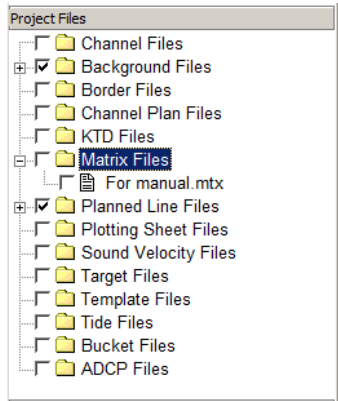 Project Files
Channel Files
Background Files
Border Files
Channel Plan Files
KTD Files
Matrix Files
For manual.mtx
Planned Line Files
Plotting Sheet Files
Sound Velocity Files
Target Files
Template Files
Tide Files
Bucket Files
ADCP Files